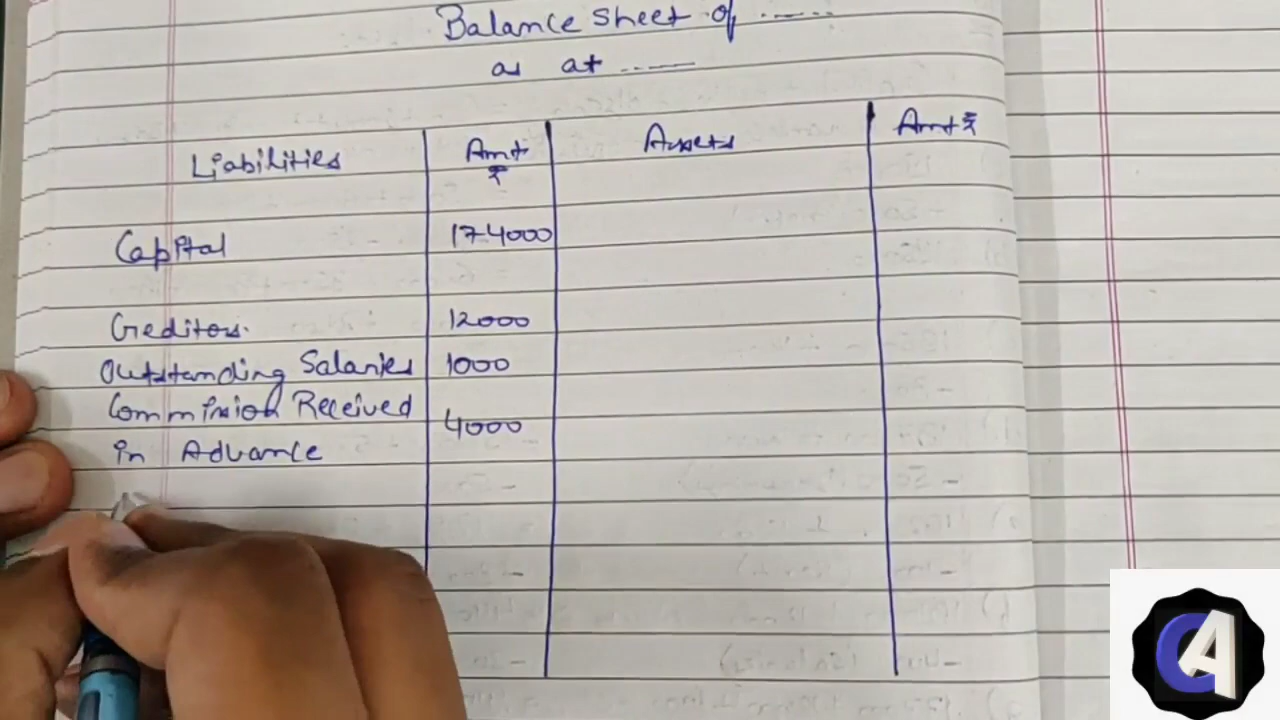 Balance sheet of ......
as at ......
Liabilities Amt ₹ Assets Amt ₹
Capital 174000
Creditors. 12000
Outstanding Salaries 1000
Commission Received
in Advance 4000
CA